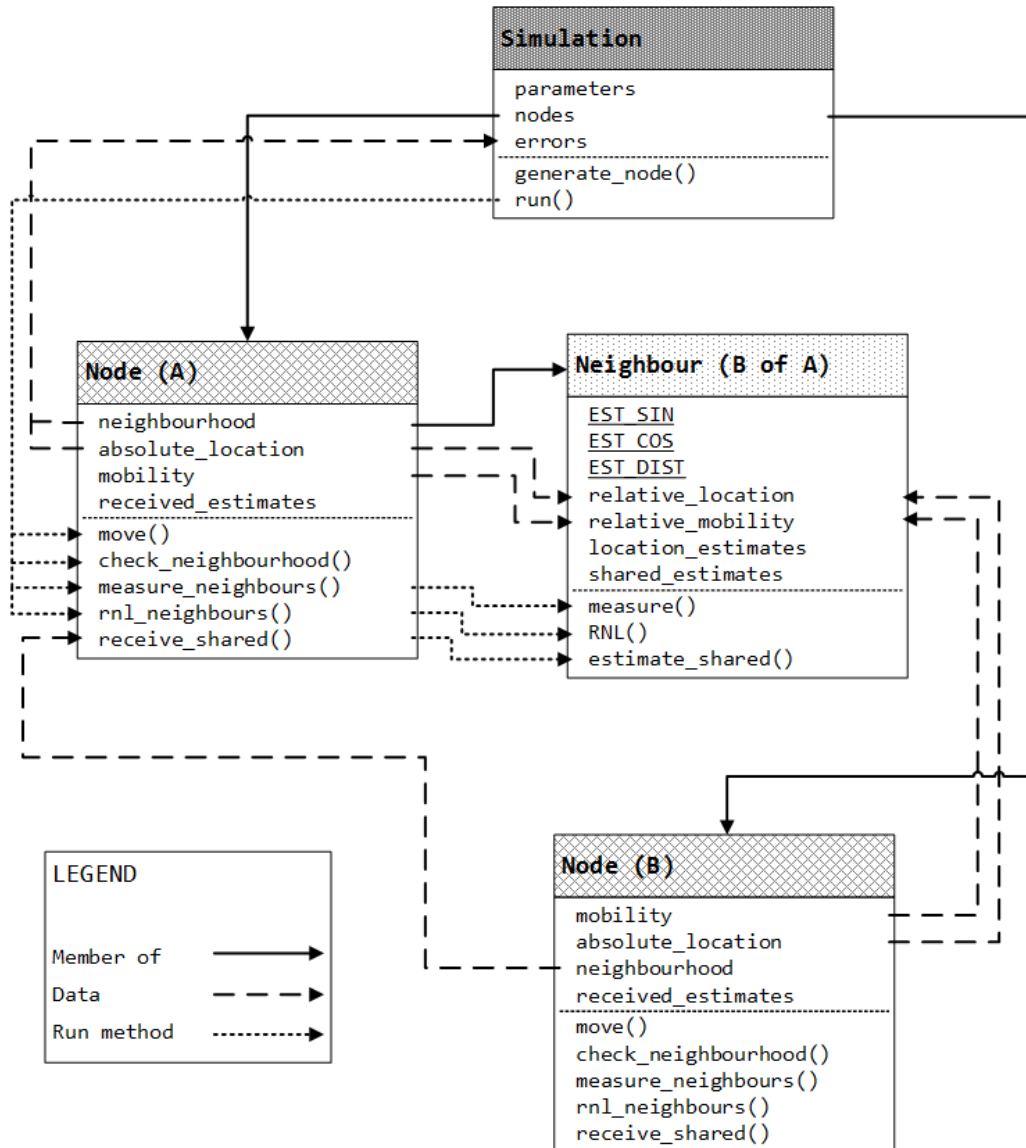 Simulation
parameters
nodes
errors
generate_node()
run()
Node (A)
neighbourhood
absolute_location
mobility
received_estimates
move()
check_neighbourhood()
measure_neighbours()
rnl_neighbours()
receive_shared()
Neighbour (B of A)
EST_SIN
EST_COS
EST_DIST
relative_location
relative_mobility
location_estimates
shared_estimates
measure()
RNL()
estimate_shared()
LEGEND
Member of
Data
Run method
Node (B)
mobility
absolute_location
neighbourhood
received_estimates
move()
check_neighbourhood()
measure_neighbours()
rnl_neighbours()
receive_shared()